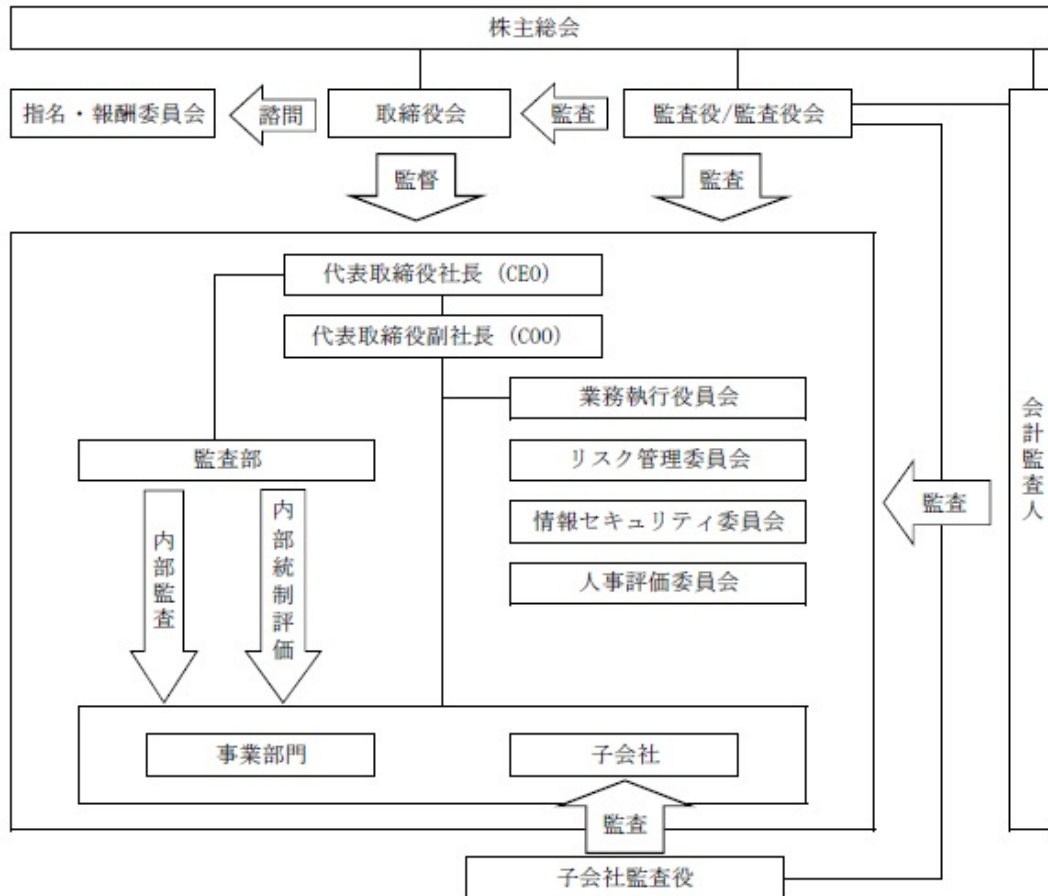 株主総会
指名・報酬委員会
諮問
取締役会
監査
監査役/監査役会
監督
監査
代表取締役社長 (CEO)
代表取締役副社長 (COO)
業務執行役員会
監査部
リスク管理委員会
情報セキュリティ委員会
人事評価委員会
内部監査
内部統制評価
監査
会計監査人
事業部門
子会社
監査
子会社監査役